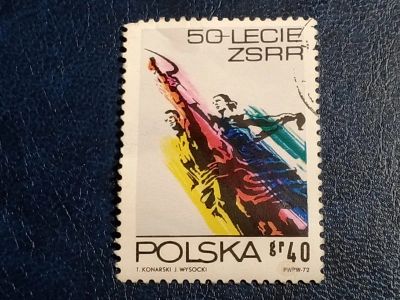 50-LECIE
ZSRR
POLSKA gr 40
T. KONARSKI J. WYSOCKI PWPW-72